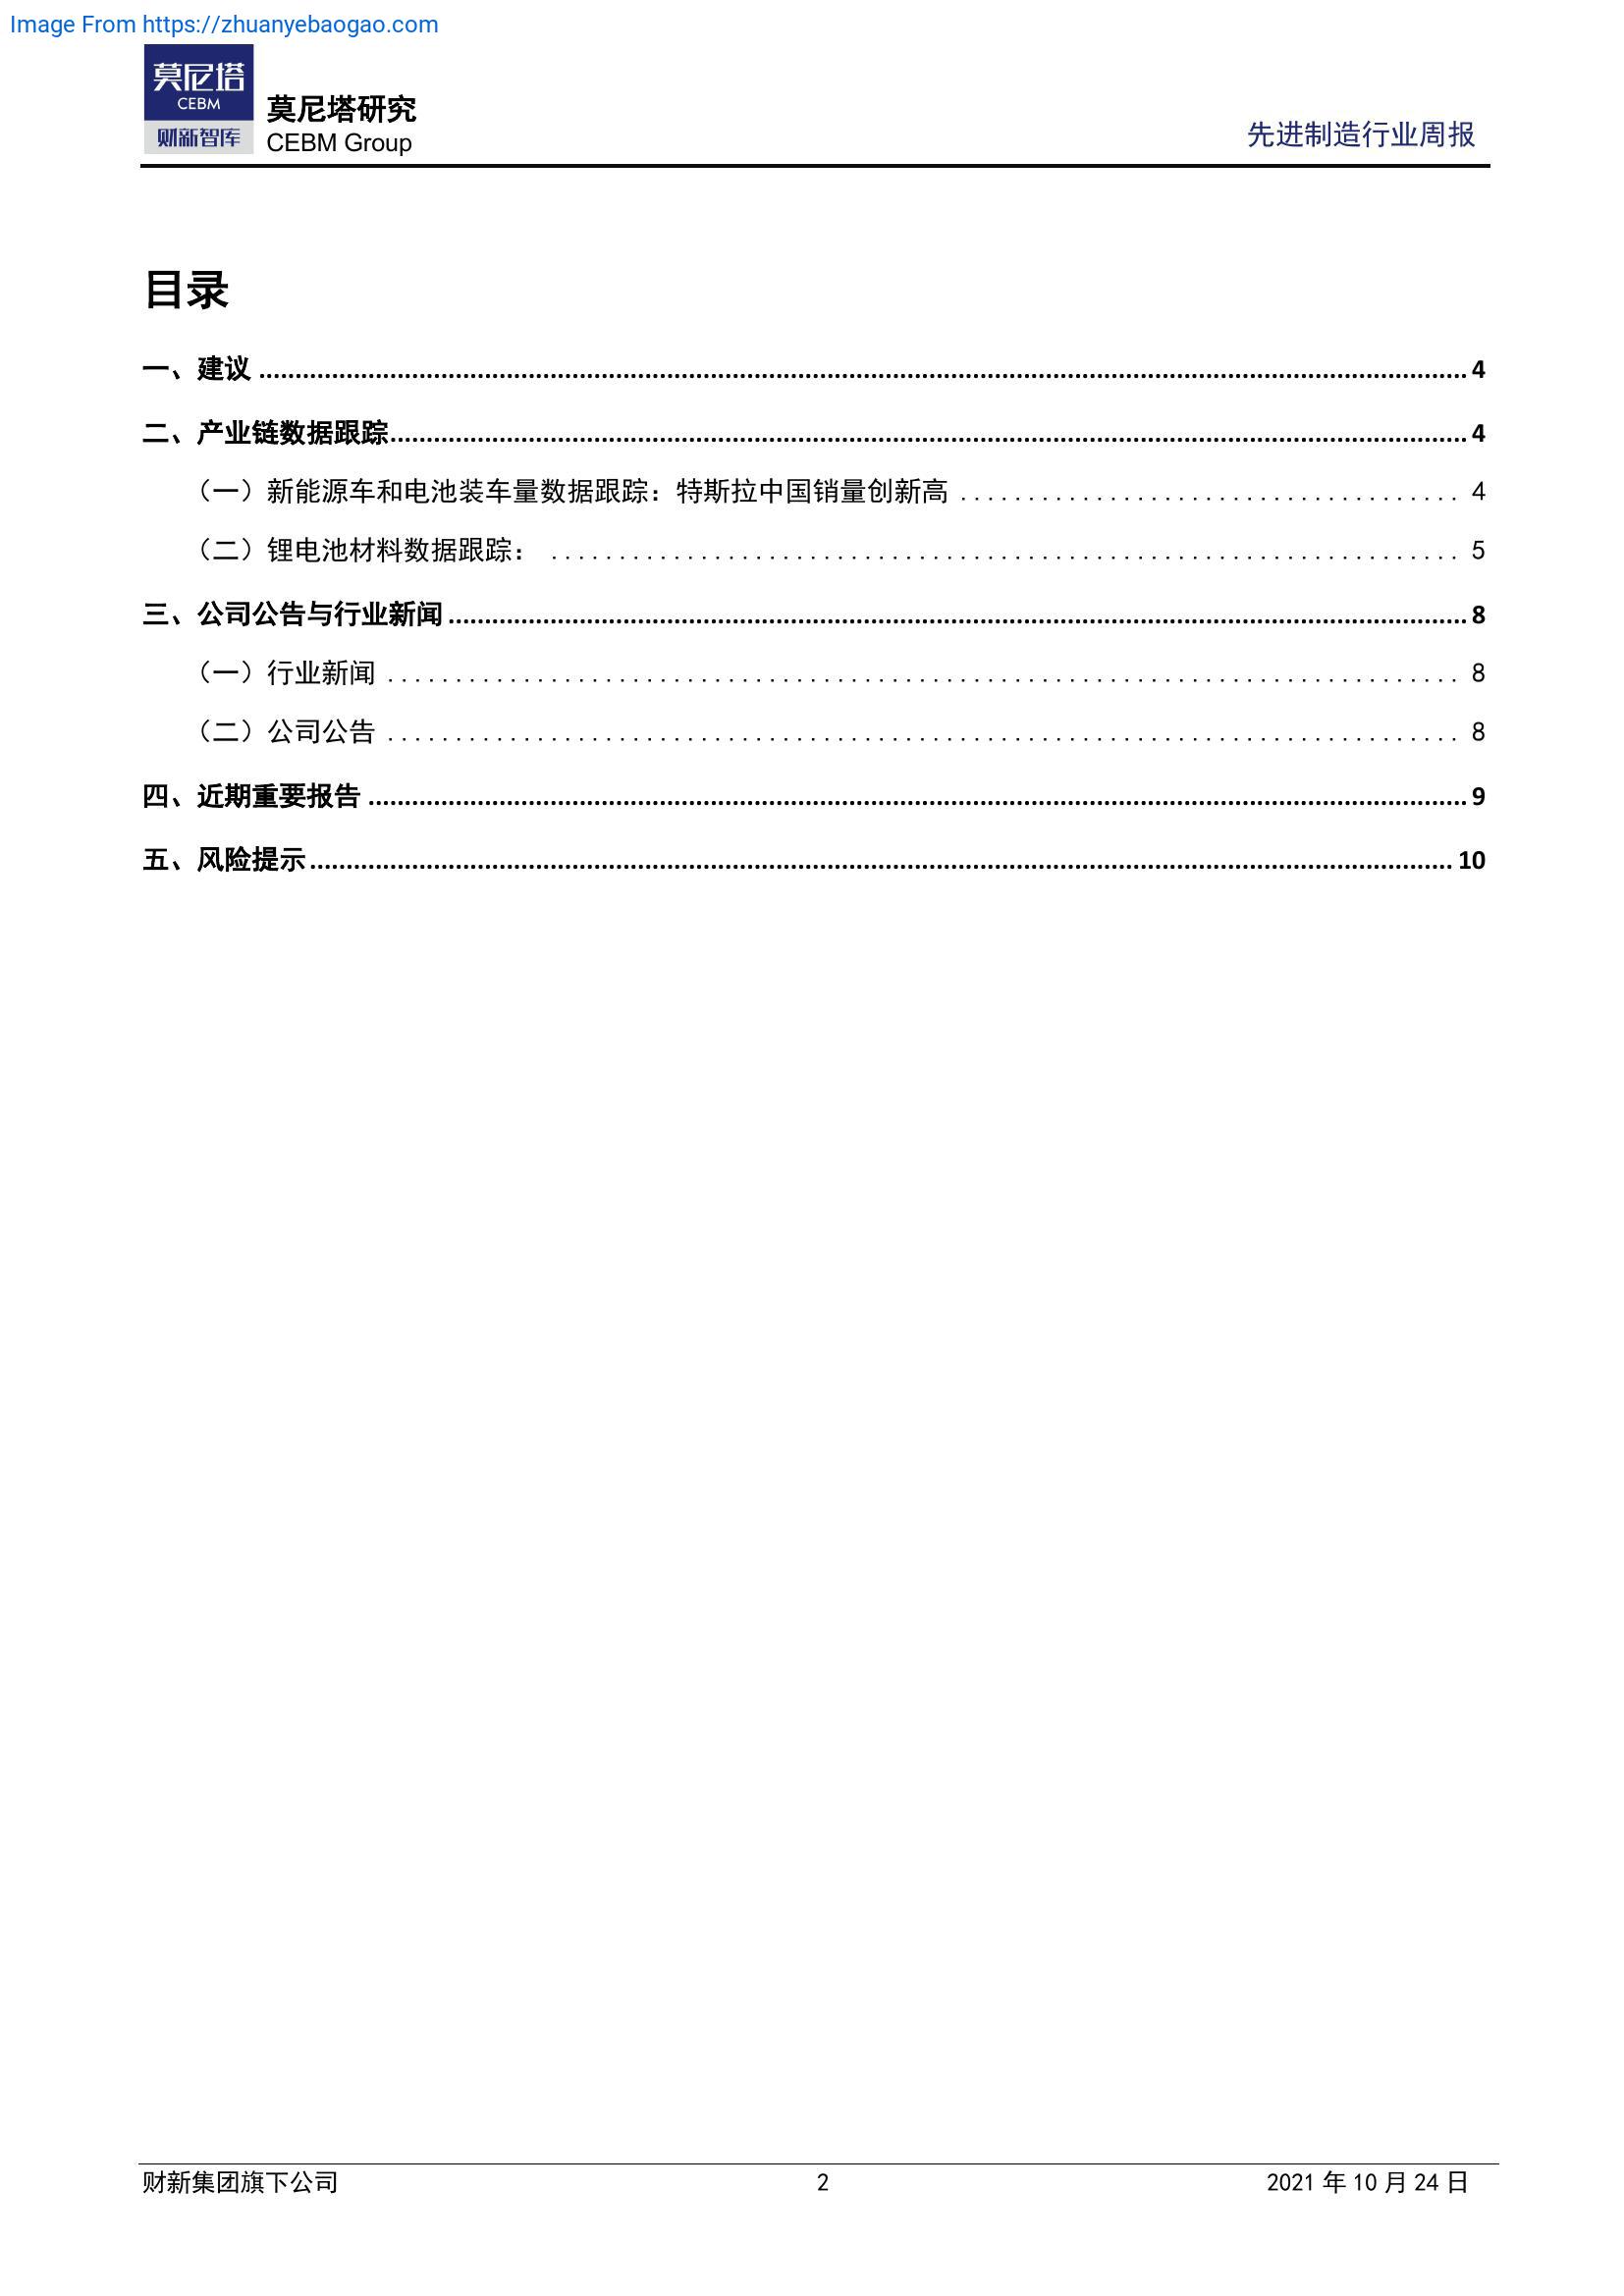 Image From https://zhuanyebaogao.com
莫尼塔
CEBM
财新智库
莫尼塔研究
CEBM Group
先进制造行业周报
目录
一、建议 ........................................ 4
二、产业链数据跟踪........................................ 4
（一）新能源车和电池装车量数据跟踪：特斯拉中国销量创新高 ........................................ 4
（二）锂电池材料数据跟踪： ........................................ 5
三、公司公告与行业新闻 ........................................ 8
（一）行业新闻 ........................................ 8
（二）公司公告 ........................................ 8
四、近期重要报告 ........................................ 9
五、风险提示 ........................................ 10
财新集团旗下公司
2
2021 年 10 月 24 日